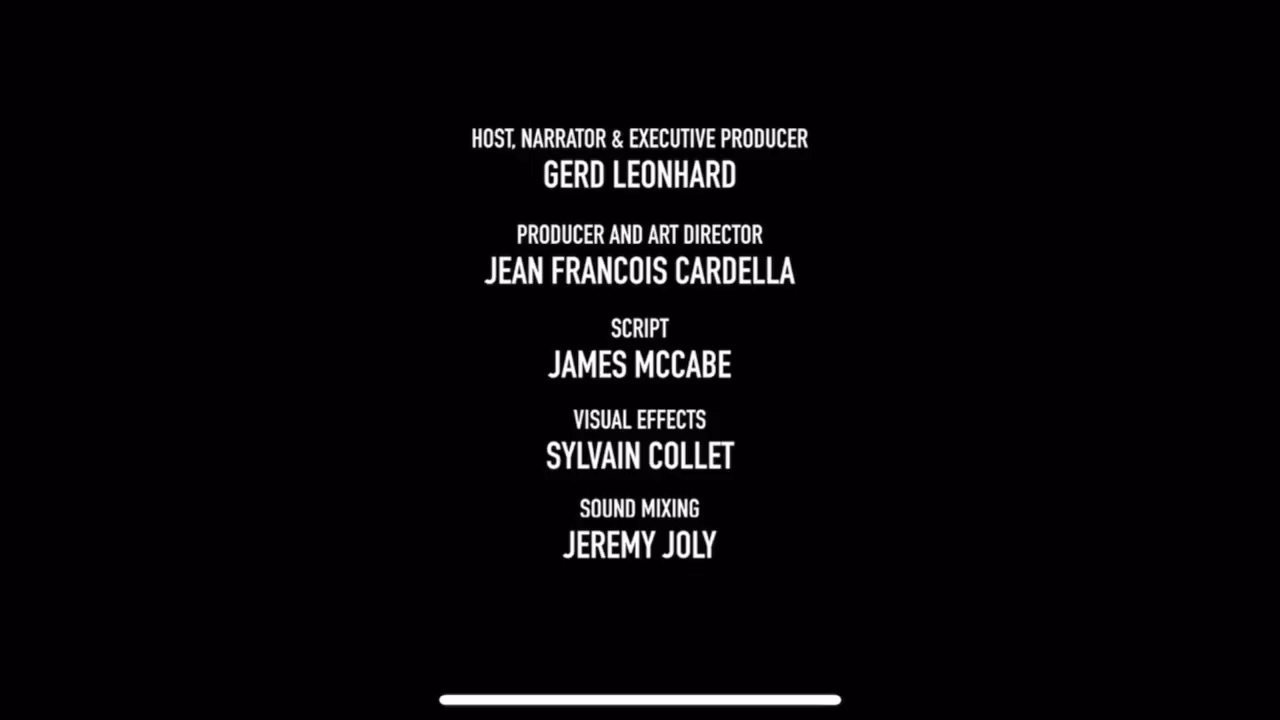 HOST, NARRATOR & EXECUTIVE PRODUCER
GERD LEONHARD
PRODUCER AND ART DIRECTOR
JEAN FRANCOIS CARDELLA
SCRIPT
JAMES MCCABE
VISUAL EFFECTS
SYLVAIN COLLET
SOUND MIXING
JEREMY JOLY